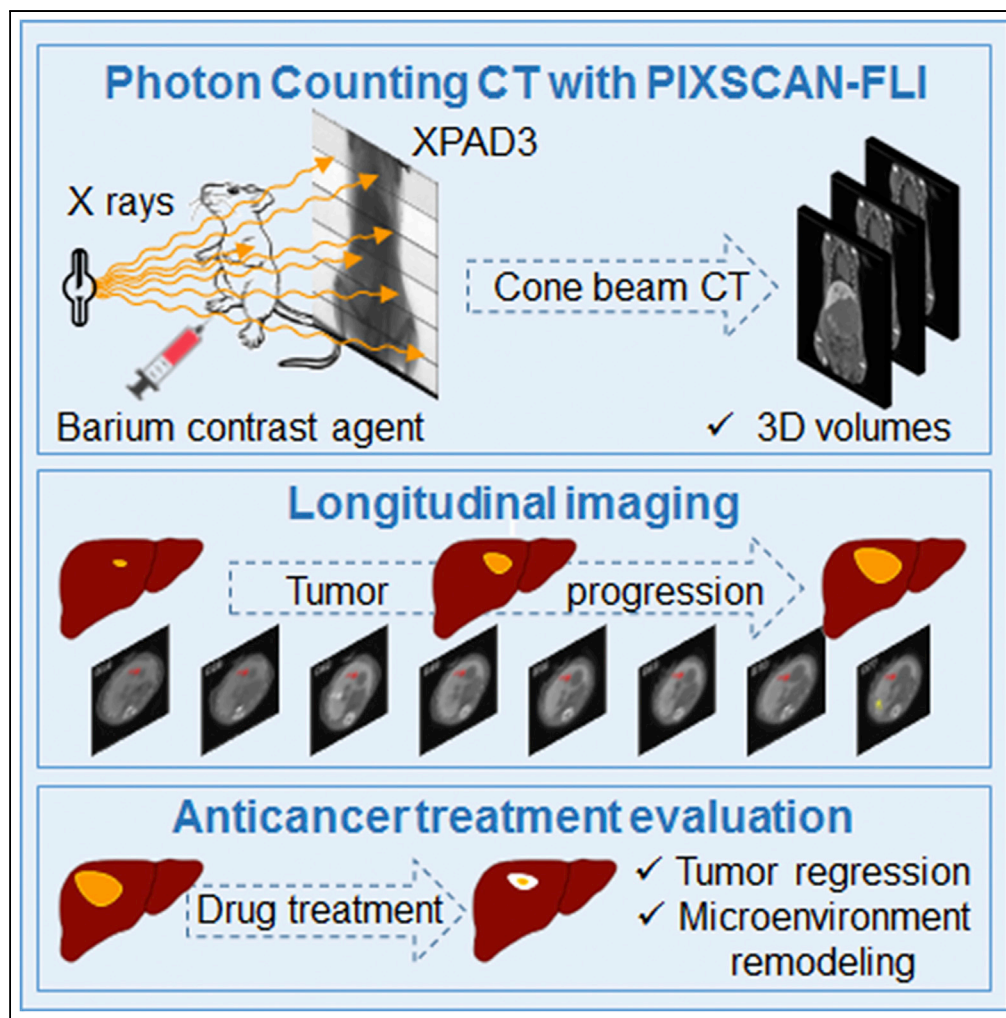 Photon Counting CT with PIXSCAN-FLI
XPAD3
X rays
Cone beam CT
Barium contrast agent
✓ 3D volumes
Longitudinal imaging
Tumor progression
Anticancer treatment evaluation
Drug treatment
✓ Tumor regression
✓ Microenvironment
remodeling